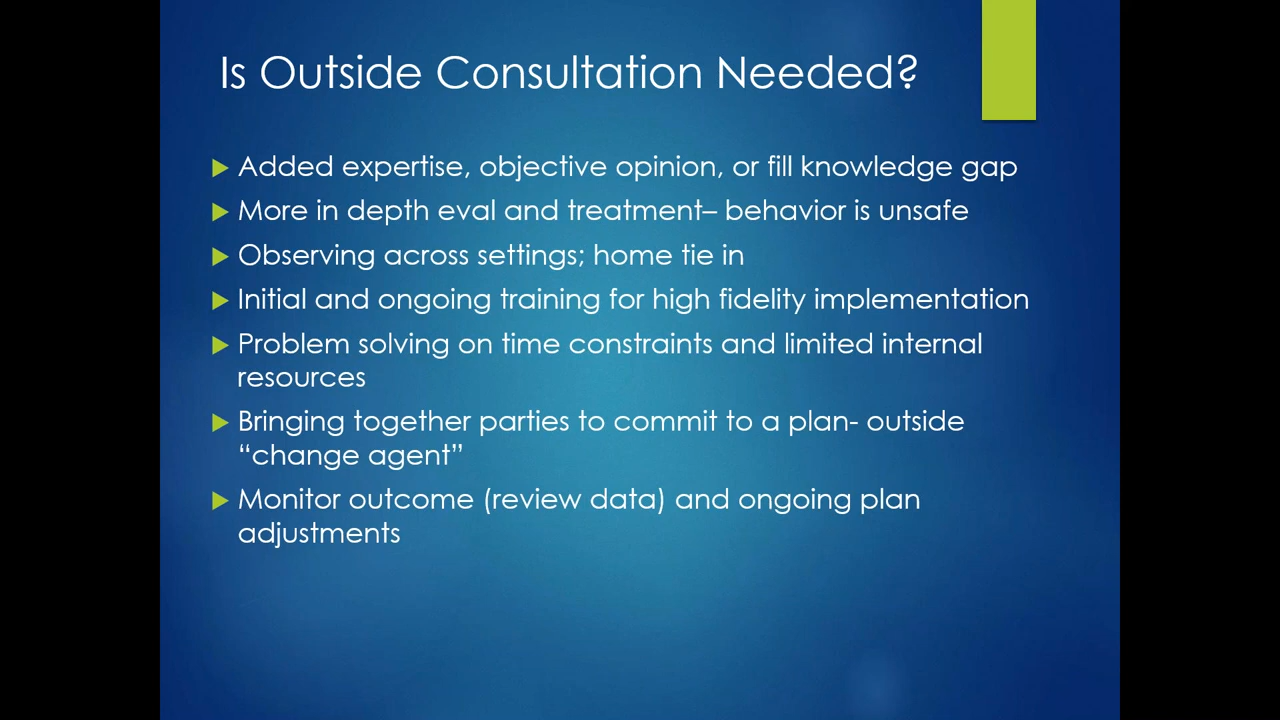 Is Outside Consultation Needed?
Added expertise, objective opinion, or fill knowledge gap
More in depth eval and treatment– behavior is unsafe
Observing across settings; home tie in
Initial and ongoing training for high fidelity implementation
Problem solving on time constraints and limited internal
resources
Bringing together parties to commit to a plan- outside
“change agent”
Monitor outcome (review data) and ongoing plan
adjustments